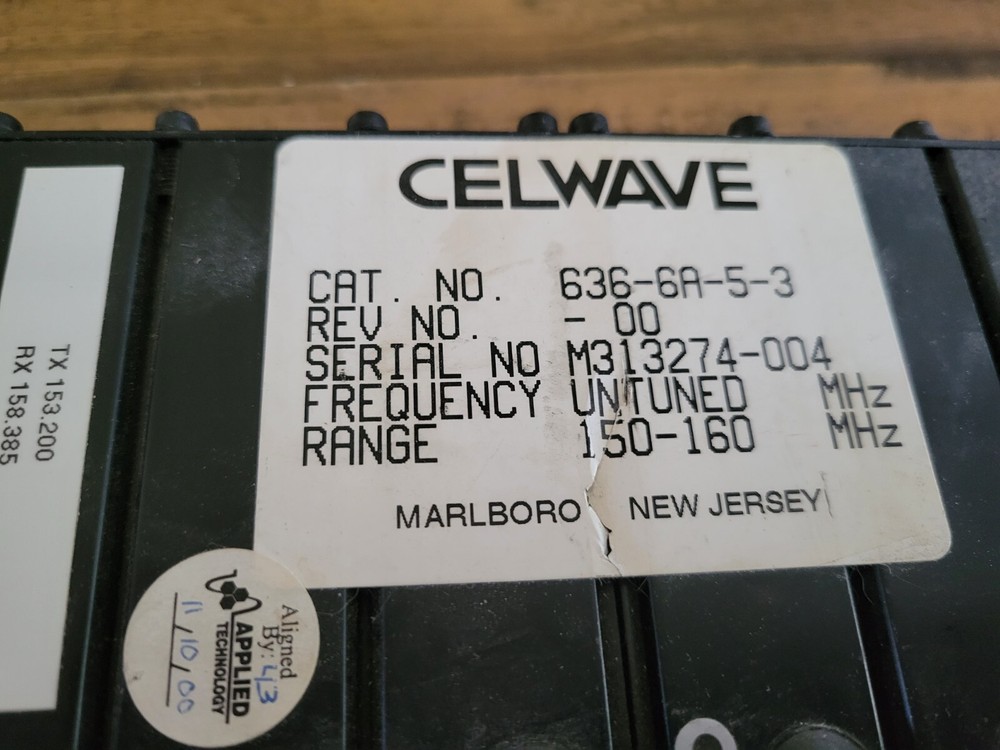 CELWAVE
CAT. NO. 636-6A-5-3
REV NO. - 00
SERIAL NO M313274-004
FREQUENCY UNTUNED MHz
RANGE 150-160 MHz
MARLBORO NEW JERSEY
TX 153.200
RX 158.385
Aligned
By: 43
APPLIED
TECHNOLOGY
11/10/00